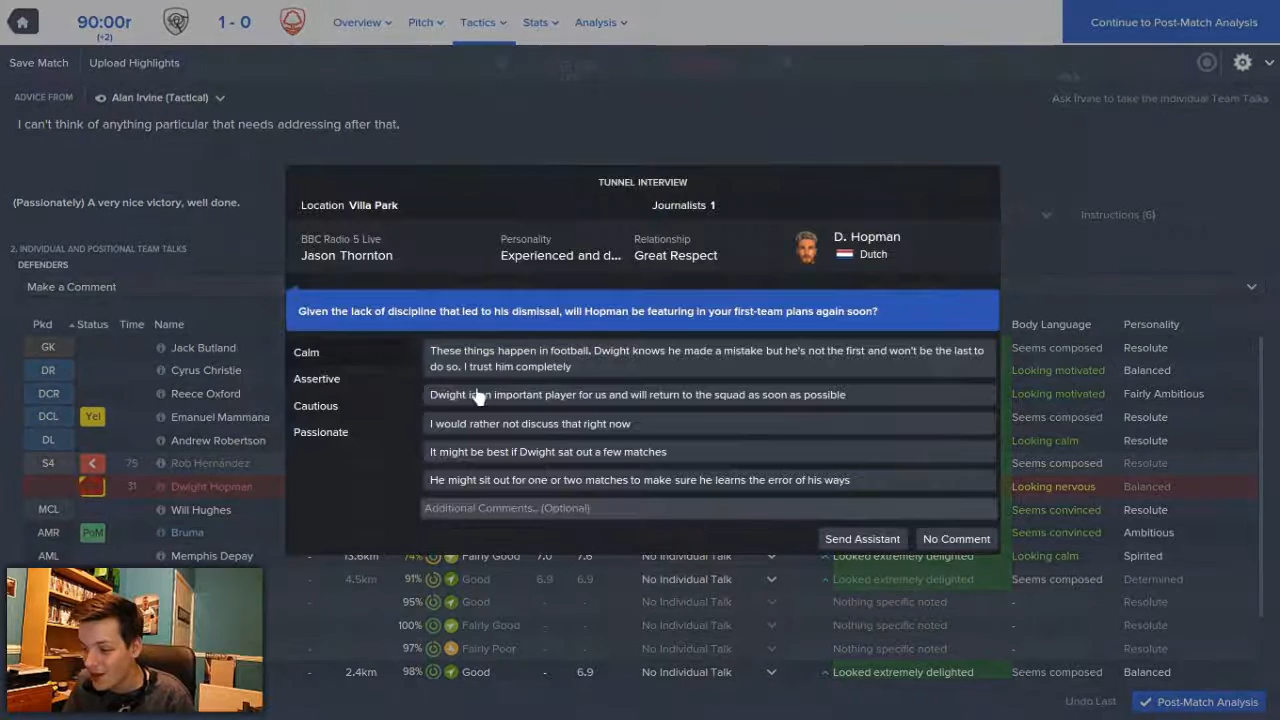 90:00r
(+2)
1 - 0
Overview
Pitch
Tactics
Stats
Analysis
Continue to Post-Match Analysis
Save Match
Upload Highlights
ADVICE FROM
Alan Irvine (Tactical)
Ask Irvine to take the Individual Team Talks
I can't think of anything particular that needs addressing after that.
TUNNEL INTERVIEW
Location Villa Park
Journalists 1
(Passionately) A very nice victory, well done.
Instructions (6)
BBC Radio 5 Live
Jason Thornton
Personality
Experienced and d...
Relationship
Great Respect
D. Hopman
Dutch
2. INDIVIDUAL AND POSITIONAL TEAM TALKS
DEFENDERS
Make a Comment
Given the lack of discipline that led to his dismissal, will Hopman be featuring in your first-team plans again soon?
Calm
Assertive
Cautious
Passionate
These things happen in football. Dwight knows he made a mistake but he's not the first and won't be the last to
do so. I trust him completely
Dwight is an important player for us and will return to the squad as soon as possible
I would rather not discuss that right now
It might be best if Dwight sat out a few matches
He might sit out for one or two matches to make sure he learns the error of his ways
Additional Comments... (Optional)
Send Assistant
No Comment
Pkd Status Time Name Body Language Personality
GK Jack Butland Seems composed Resolute
DR Cyrus Christie Looking motivated Balanced
DCR Reece Oxford Looking motivated Fairly Ambitious
DCL Yel Emanuel Mammana Seems composed Resolute
DL Andrew Robertson Looking calm Resolute
S4 75 Rob Hernández Seems composed Resolute
31 Dwight Hopman Looking nervous Balanced
MCL Will Hughes Seems convinced Resolute
AMR PoM Bruma Seems convinced Ambitious
AML Memphis Depay - 13.6km 74% Fairly Good 7.0 7.6 No Individual Talk Looked extremely delighted Looking calm Spirited
- 4.5km 91% Good 6.9 6.9 No Individual Talk Looked extremely delighted Seems composed Determined
95% Good - - No Individual Talk Nothing specific noted - Resolute
100% Fairly Good - - No Individual Talk Nothing specific noted - Resolute
97% Fairly Poor - - No Individual Talk Nothing specific noted - Resolute
- 2.4km 98% Good - 6.9 No Individual Talk Looked extremely delighted Seems composed Balanced
Undo Last
Post-Match Analysis